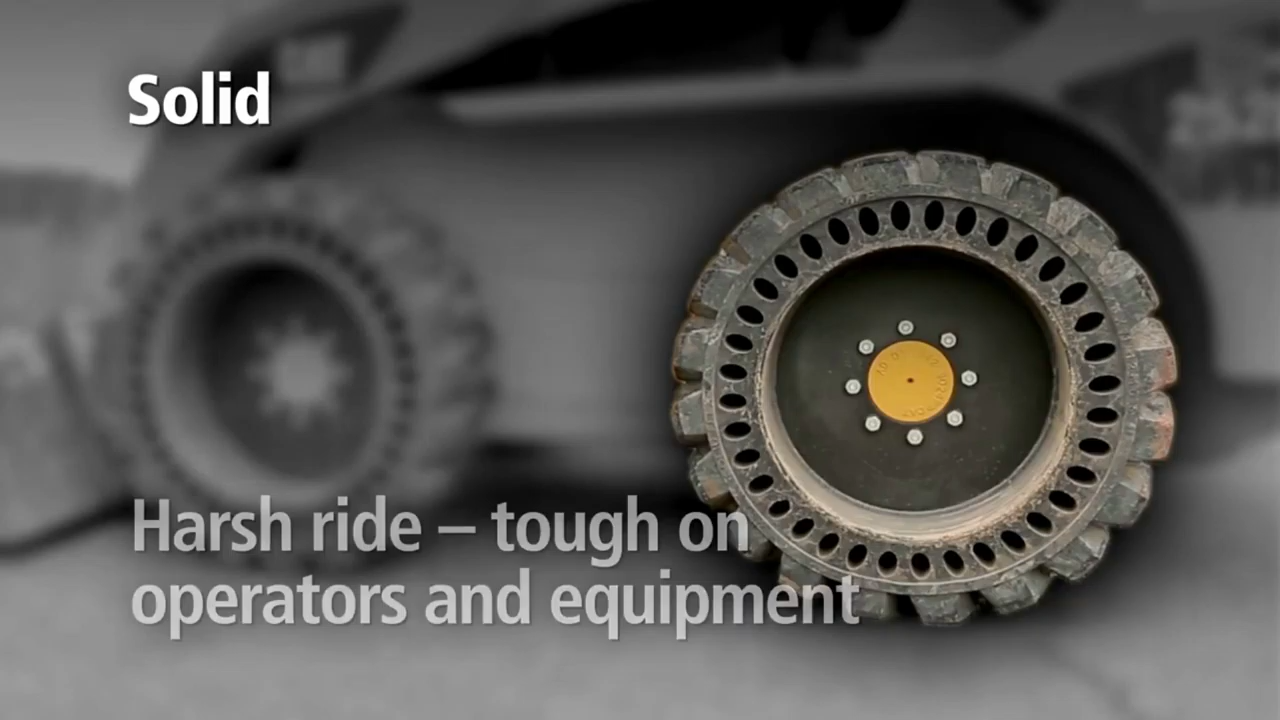 Solid
Harsh ride – tough on
operators and equipment